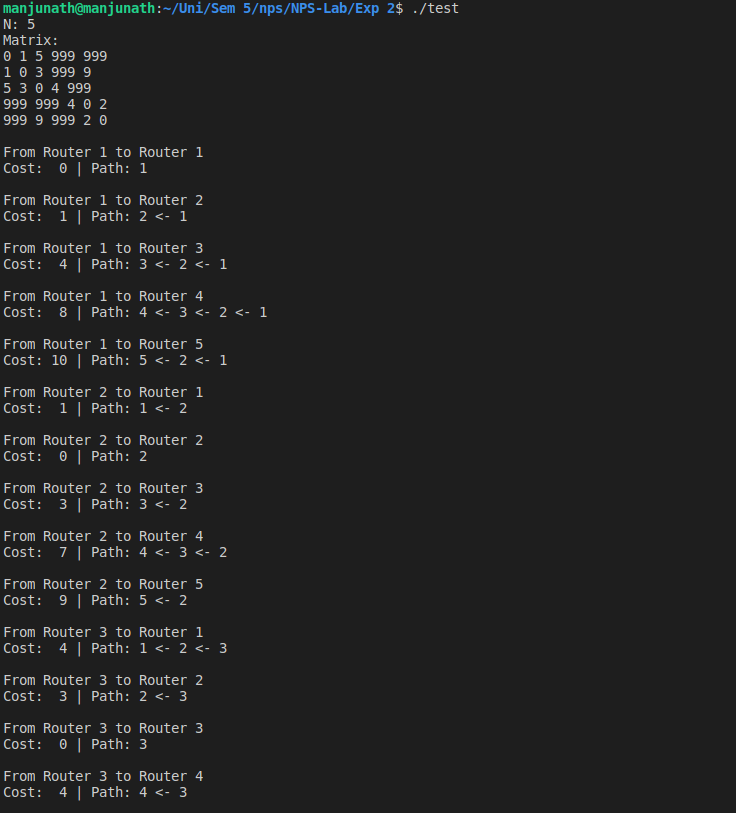 manjunath@manjunath:~/Uni/Sem 5/nps/NPS-Lab/Exp 2$ ./test
N: 5
Matrix:
0 1 5 999 999
1 0 3 999 9
5 3 0 4 999
999 999 4 0 2
999 9 999 2 0
From Router 1 to Router 1
Cost:  0 | Path: 1
From Router 1 to Router 2
Cost:  1 | Path: 2 <- 1
From Router 1 to Router 3
Cost:  4 | Path: 3 <- 2 <- 1
From Router 1 to Router 4
Cost:  8 | Path: 4 <- 3 <- 2 <- 1
From Router 1 to Router 5
Cost: 10 | Path: 5 <- 2 <- 1
From Router 2 to Router 1
Cost:  1 | Path: 1 <- 2
From Router 2 to Router 2
Cost:  0 | Path: 2
From Router 2 to Router 3
Cost:  3 | Path: 3 <- 2
From Router 2 to Router 4
Cost:  7 | Path: 4 <- 3 <- 2
From Router 2 to Router 5
Cost:  9 | Path: 5 <- 2
From Router 3 to Router 1
Cost:  4 | Path: 1 <- 2 <- 3
From Router 3 to Router 2
Cost:  3 | Path: 2 <- 3
From Router 3 to Router 3
Cost:  0 | Path: 3
From Router 3 to Router 4
Cost:  4 | Path: 4 <- 3